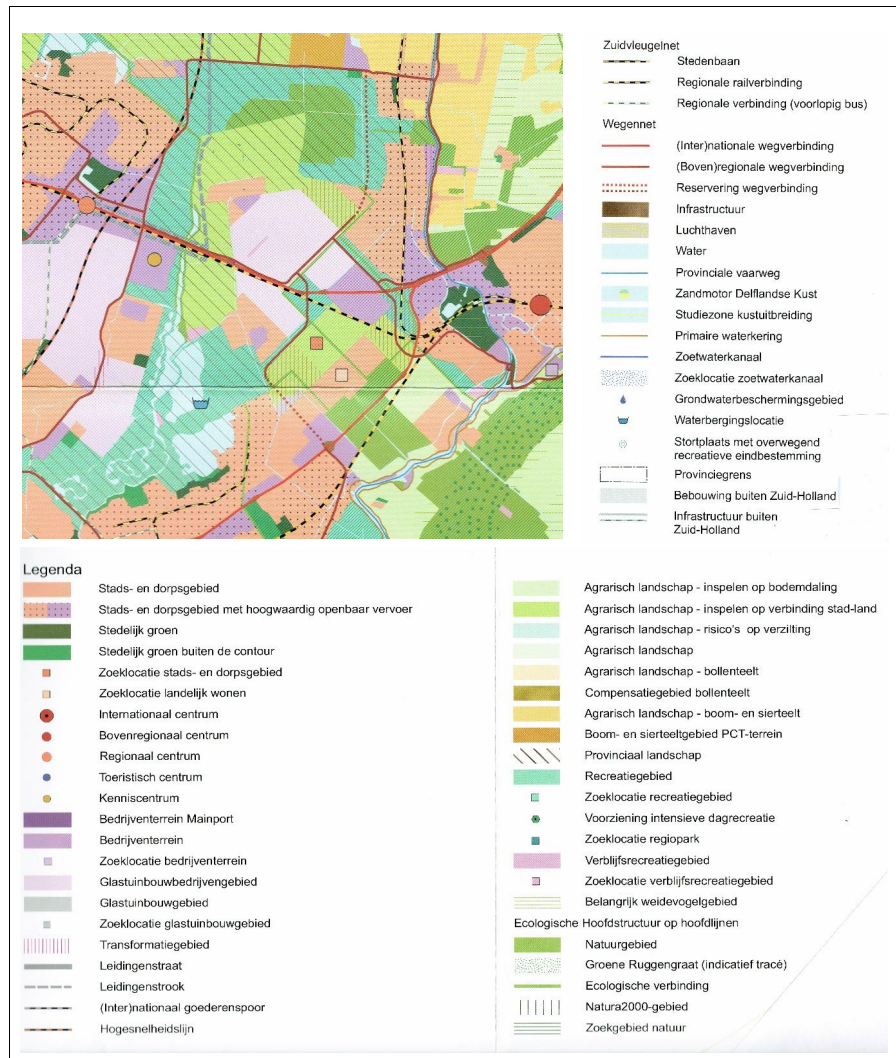 Zuidvleugelnet
Stedenbaan
Regionale railverbinding
Regionale verbinding (voorlopig bus)
Wegennet
(Inter)nationale wegverbinding
(Boven)regionale wegverbinding
Reservering wegverbinding
Infrastructuur
Luchthaven
Water
Provinciale vaarweg
Zandmotor Delflandse Kust
Studiezone kustuitbreiding
Primaire waterkering
Zoetwaterkanaal
Zoeklocatie zoetwaterkanaal
Grondwaterbeschermingsgebied
Waterbergingslocatie
Stortplaats met overwegend
recreatieve eindbestemming
Provinciegrens
Bebouwing buiten Zuid-Holland
Infrastructuur buiten
Zuid-Holland
Legenda
Stads- en dorpsgebied
Stads- en dorpsgebied met hoogwaardig openbaar vervoer
Stedelijk groen
Stedelijk groen buiten de contour
Zoeklocatie stads- en dorpsgebied
Zoeklocatie landelijk wonen
Internationaal centrum
Bovenregionaal centrum
Regionaal centrum
Toeristisch centrum
Kenniscentrum
Bedrijventerrein Mainport
Bedrijventerrein
Zoeklocatie bedrijventerrein
Glastuinbouwbedrijvengebied
Glastuinbouwgebied
Zoeklocatie glastuinbouwgebied
Transformatiegebied
Leidingenstraat
Leidingenstrook
(Inter)nationaal goederenspoor
Hogesnelheidslijn
Agrarisch landschap - inspelen op bodemdaling
Agrarisch landschap - inspelen op verbinding stad-land
Agrarisch landschap - risico's op verzilting
Agrarisch landschap
Agrarisch landschap - bollenteelt
Compensatiegebied bollenteelt
Agrarisch landschap - boom- en sierteelt
Boom- en sierteeltgebied PCT-terrein
Provinciaal landschap
Recreatiegebied
Zoeklocatie recreatiegebied
Voorziening intensieve dagrecreatie
Zoeklocatie regiopark
Verblijfsrecreatiegebied
Zoeklocatie verblijfsrecreatiegebied
Belangrijk weidevogelgebied
Ecologische Hoofdstructuur op hoofdlijnen
Natuurgebied
Groene Ruggengraat (indicatief tracé)
Ecologische verbinding
Natura2000-gebied
Zoekgebied natuur